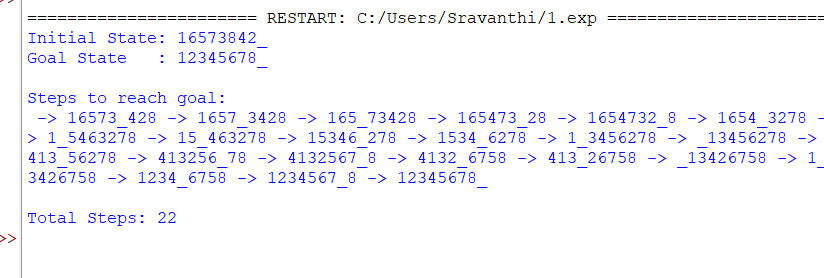 >>
======================= RESTART: C:/Users/Sravanthi/1.exp ======================
Initial State: 16573842_
Goal State   : 12345678_
Steps to reach goal:
 -> 16573_428 -> 1657_3428 -> 165_73428 -> 165473_28 -> 1654732_8 -> 1654_3278 -
> 1_5463278 -> 15_463278 -> 15346_278 -> 1534_6278 -> 1_3456278 -> _13456278 ->
413_56278 -> 413256_78 -> 4132567_8 -> 4132_6758 -> 413_26758 -> _13426758 -> 1_
3426758 -> 1234_6758 -> 1234567_8 -> 12345678_
Total Steps: 22
>>